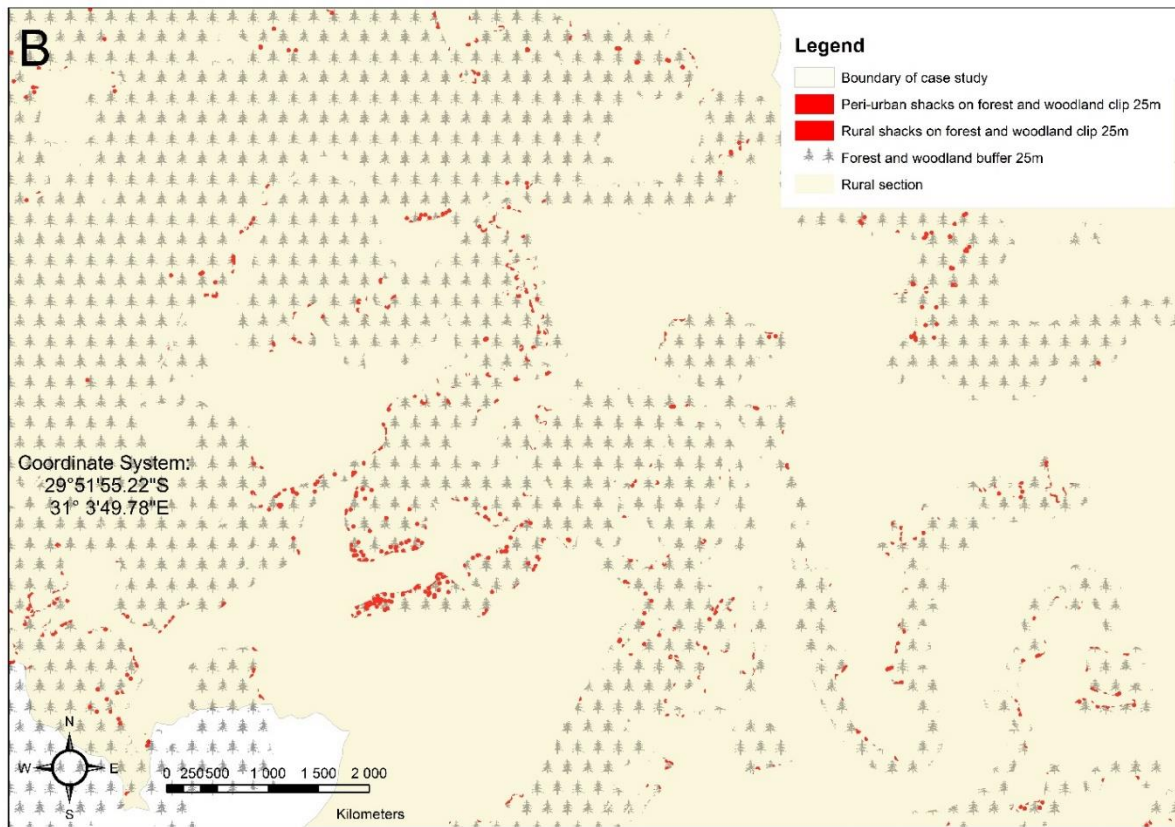 B
Legend
Boundary of case study
Peri-urban shacks on forest and woodland clip 25m
Rural shacks on forest and woodland clip 25m
Forest and woodland buffer 25m
Rural section
Coordinate System:
29°51'55.22"S
31° 3'49.78"E
N
W E
S
0 250 500 1 000 1 500 2 000
Kilometers